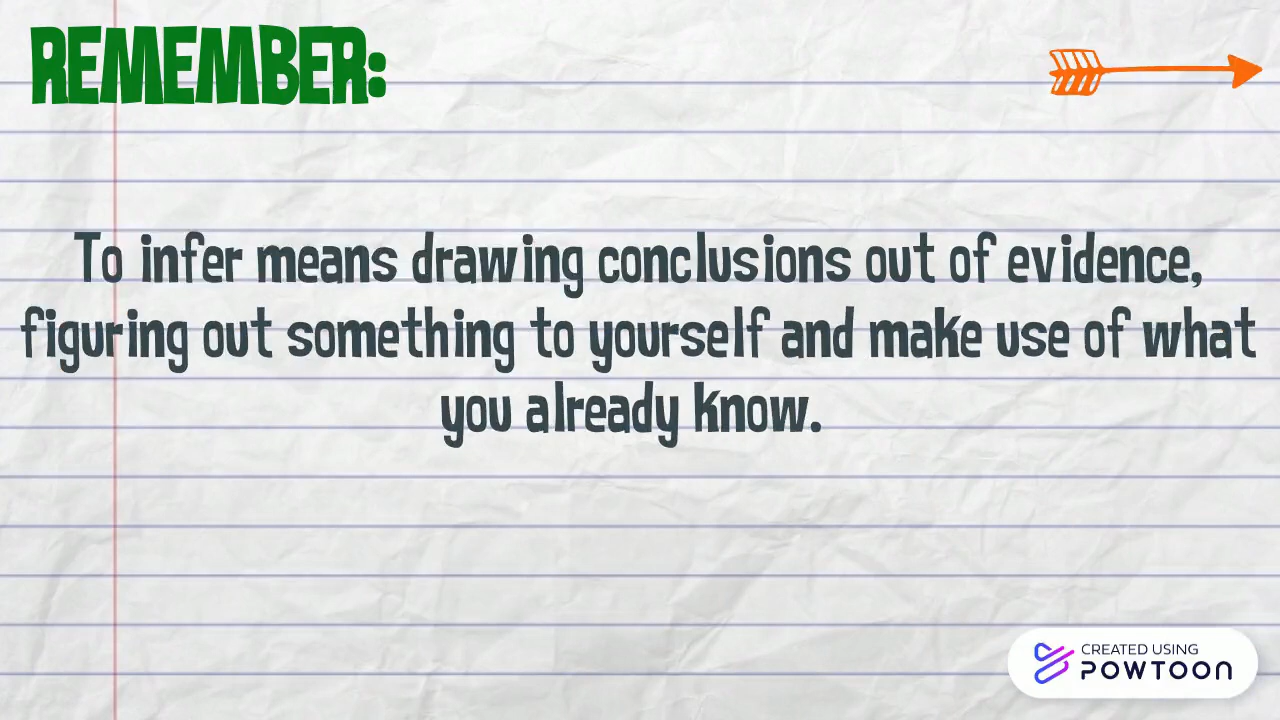 REMEMBER:
To infer means drawing conclusions out of evidence,
figuring out something to yourself and make use of what
you already know.
CREATED USING
POWTOON